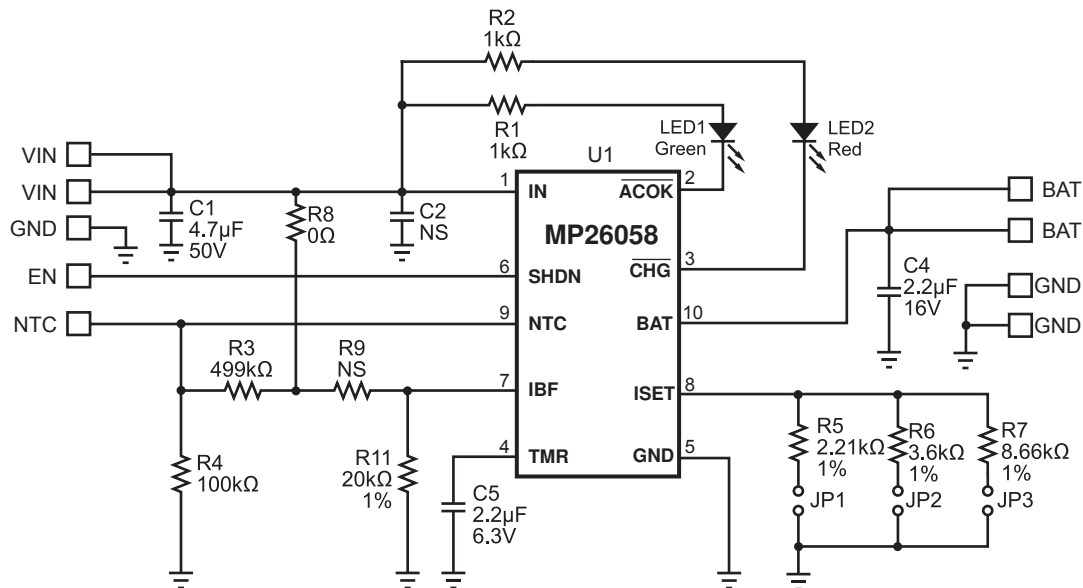 R2
1kΩ
R1
1kΩ
LED1
Green
LED2
Red
U1
VIN
VIN
GND
EN
NTC
C1
4.7µF
50V
R8
0Ω
C2
NS
1
IN
6
SHDN
9
NTC
7
IBF
4
TMR
MP26058
2
ACOK
3
CHG
10
BAT
8
ISET
5
GND
BAT
BAT
GND
GND
C4
2.2µF
16V
R3
499kΩ
R9
NS
R4
100kΩ
R11
20kΩ
1%
C5
2.2µF
6.3V
R5
2.21kΩ
1%
JP1
R6
3.6kΩ
1%
JP2
R7
8.66kΩ
1%
JP3